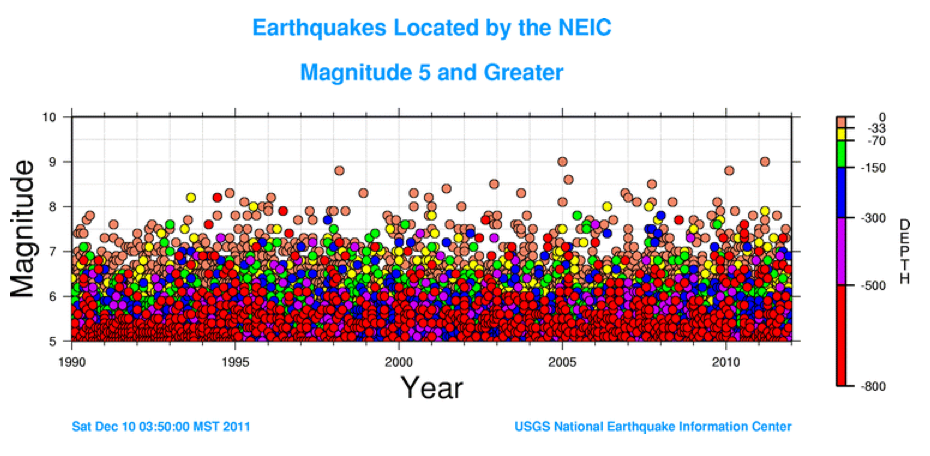 Earthquakes Located by the NEIC
Magnitude 5 and Greater
10
9
8
7
6
5
Magnitude
1990 1995 2000 2005 2010
Year
0
-33
-70
-150
-300
-500
-800
DEPTH
Sat Dec 10 03:50:00 MST 2011 USGS National Earthquake Information Center